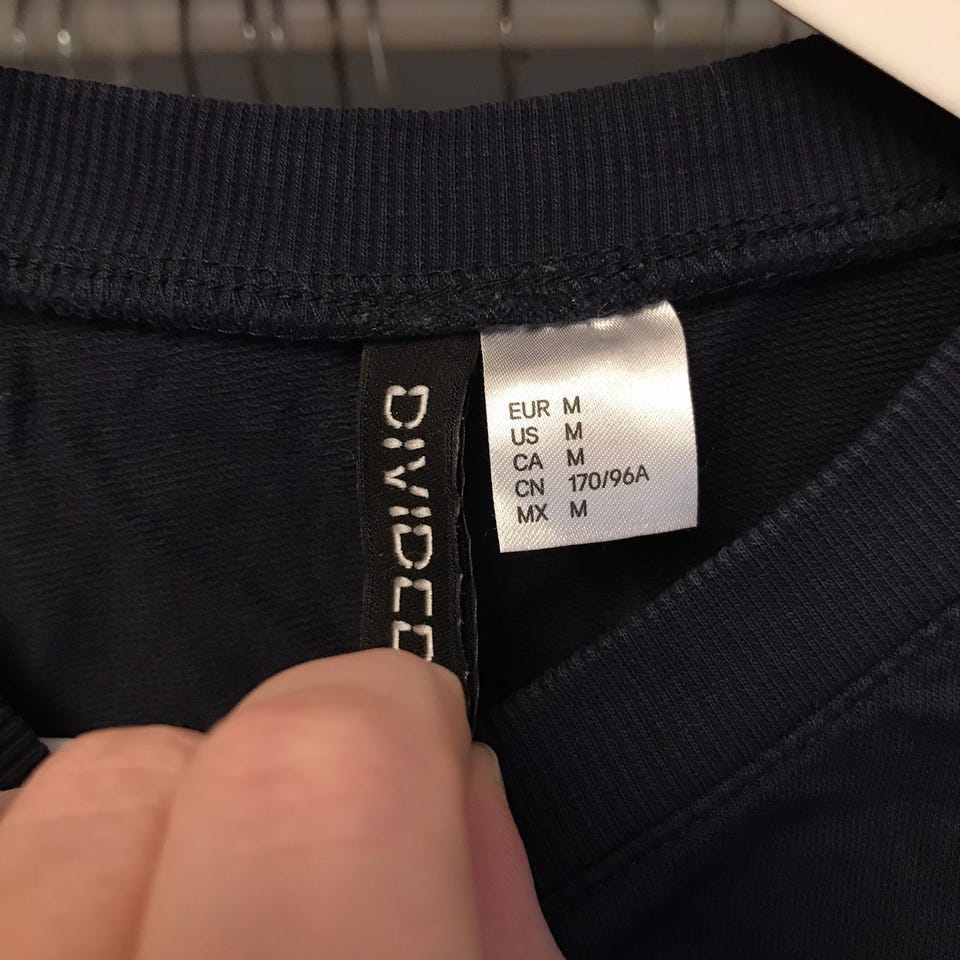 DIVIDED
EUR M
US M
CA M
CN 170/96A
MX M